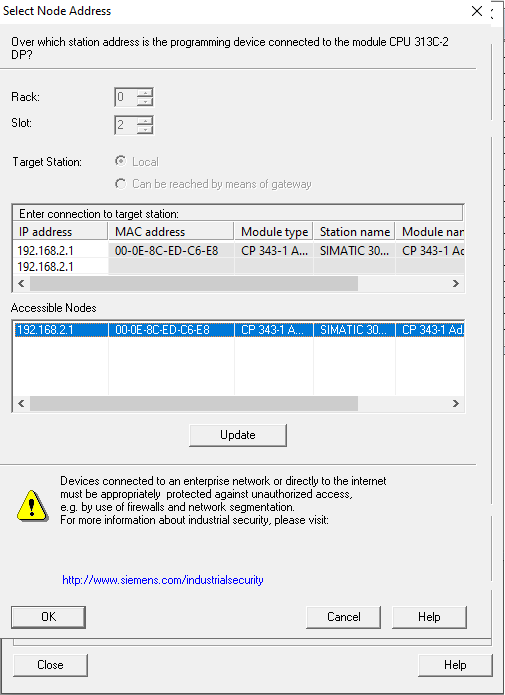 Select Node Address
Over which station address is the programming device connected to the module CPU 313C-2
DP?
Rack: 0
Slot: 2
Target Station: Local
Can be reached by means of gateway
Enter connection to target station:
IP address MAC address Module type Station name Module nan
192.168.2.1 00-0E-8C-ED-C6-E8 CP 343-1 A... SIMATIC 30... CP 343-1 Ad
192.168.2.1
Accessible Nodes
192.168.2.1 00-0E-8C-ED-C6-E8 CP 343-1 A... SIMATIC 30... CP 343-1 Ad.
Update
Devices connected to an enterprise network or directly to the internet
must be appropriately protected against unauthorized access,
e.g. by use of firewalls and network segmentation.
For more information about industrial security, please visit:
http://www.siemens.com/industrialsecurity
OK Cancel Help
Close Help